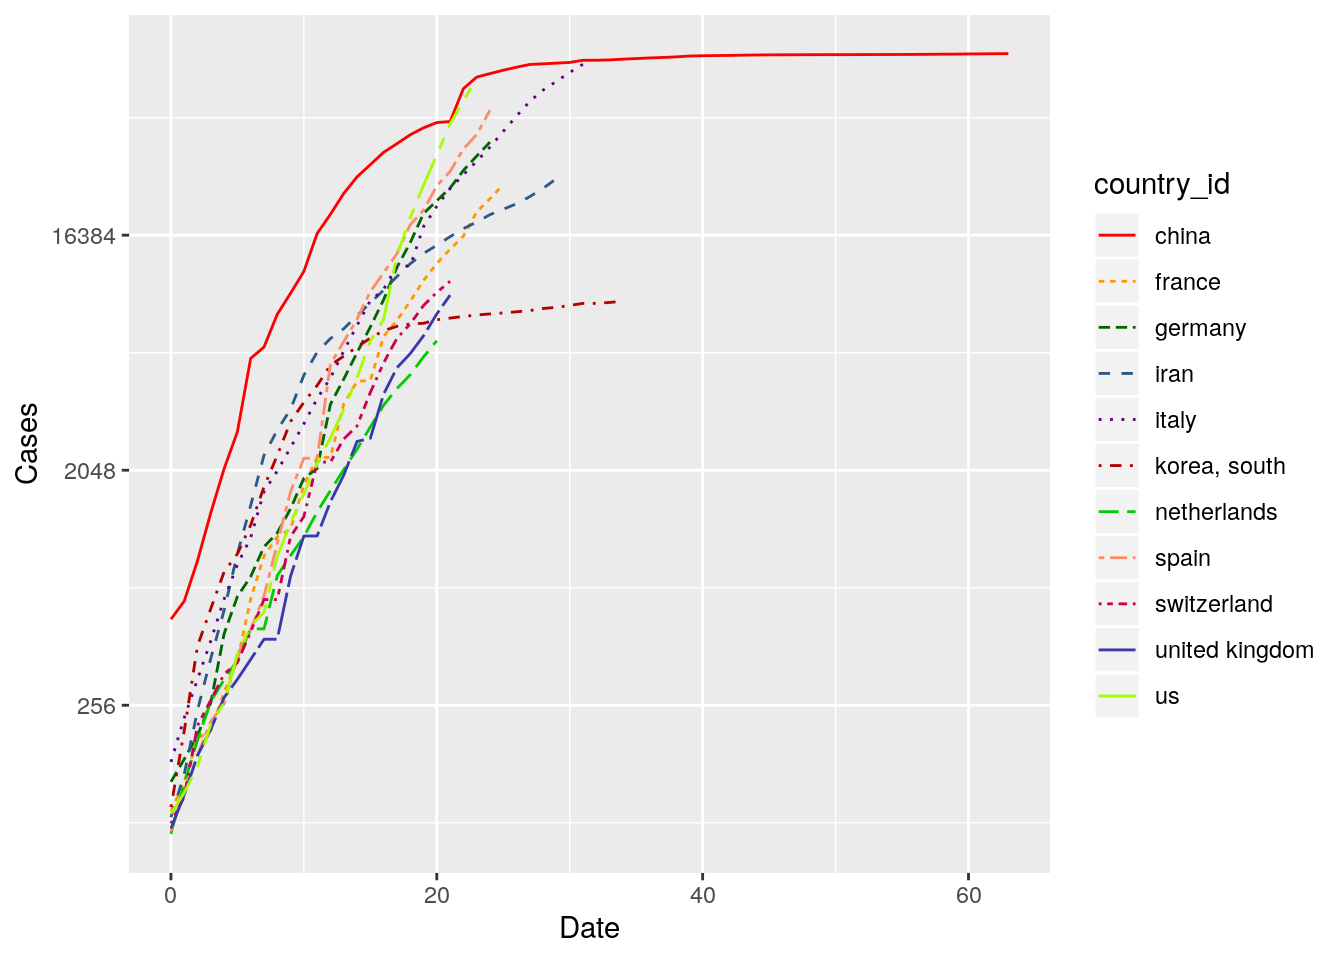 Cases
16384
2048
256
0
20
40
60
Date
country_id
china
france
germany
iran
italy
korea, south
netherlands
spain
switzerland
united kingdom
us